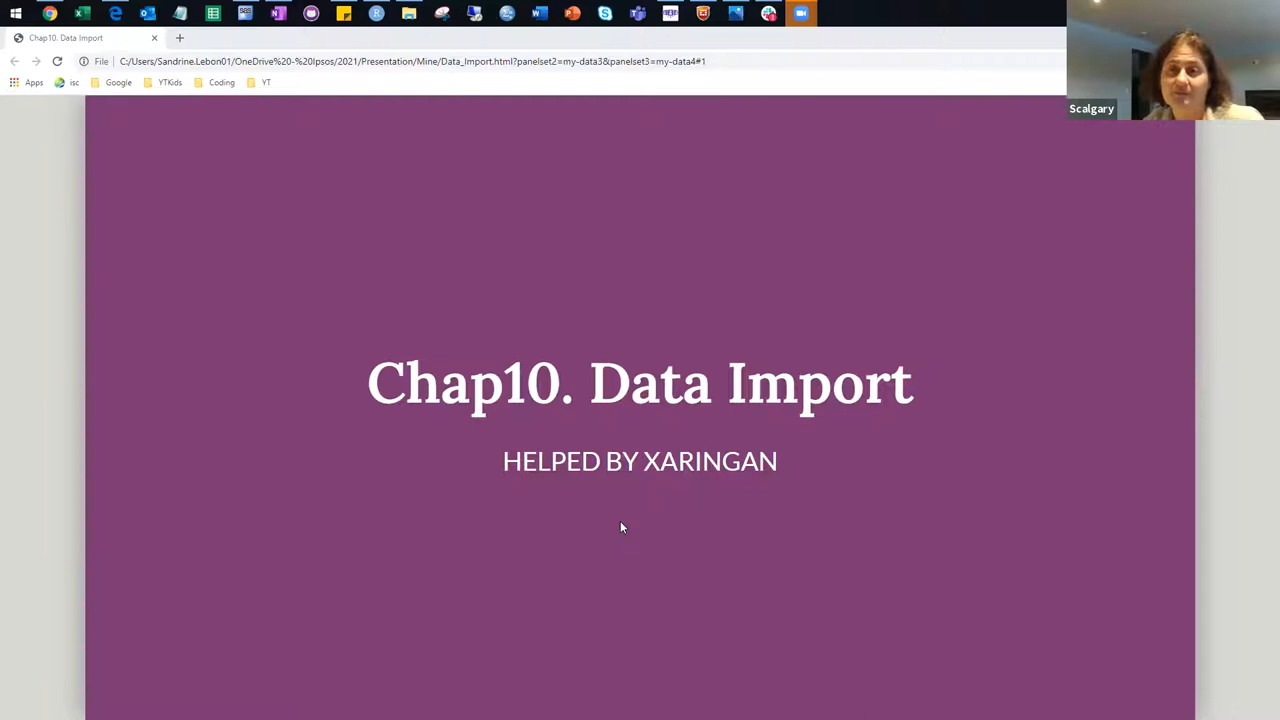 Chap10. Data Import
File
C:/Users/Sandrine.Lebon01/OneDrive%20-%20Ipsos/2021/Presentation/Mine/Data_Import.html?panelset2=my-data3&panelset3=my-data4#1
Apps
isc
Google
YTKids
Coding
YT
Scalgary
Chap10. Data Import
HELPED BY XARINGAN